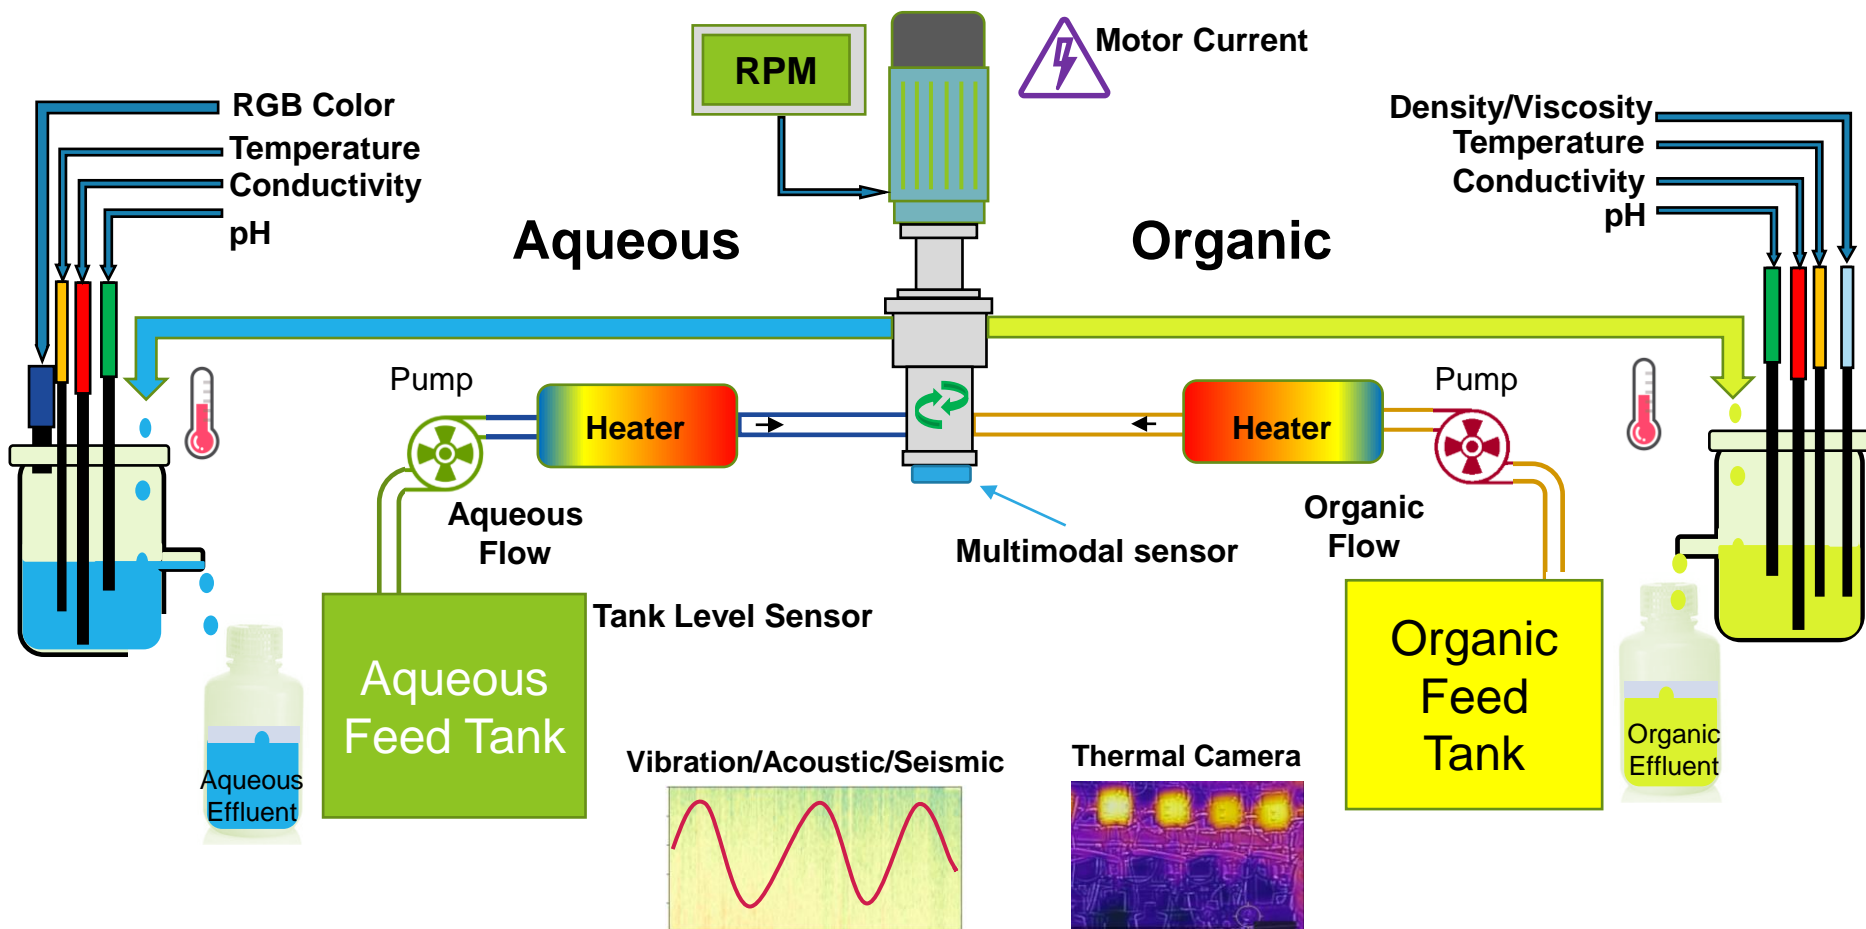 RPM
Motor Current
RGB Color
Temperature
Conductivity
pH
Density/Viscosity
Temperature
Conductivity
pH
Aqueous
Organic
Pump
Heater
Heater
Pump
Aqueous
Flow
Organic
Flow
Multimodal sensor
Tank Level Sensor
Aqueous
Feed Tank
Organic
Feed
Tank
Aqueous
Effluent
Organic
Effluent
Vibration/Acoustic/Seismic
Thermal Camera